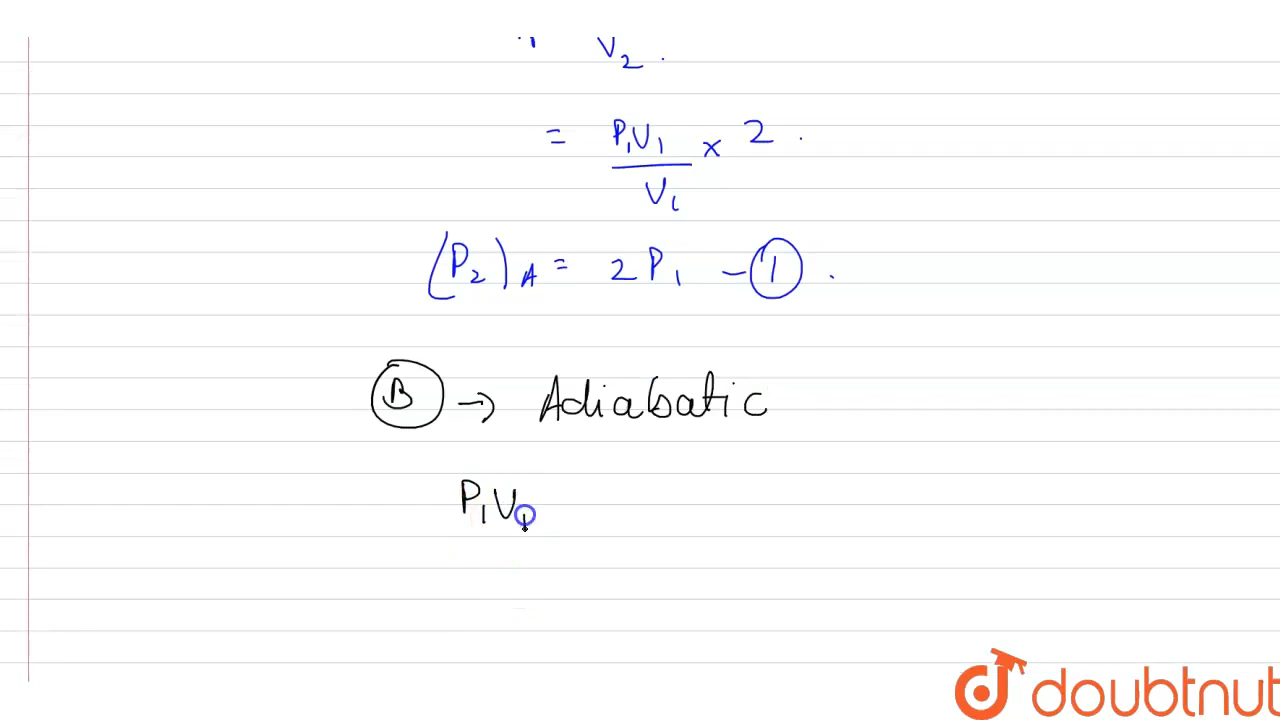 V₂ .
= P₁V₁/V₁ × 2 .
(P₂)A = 2P₁ – ① .
Ⓑ → Adiabatic
P₁V₁
doubtnut